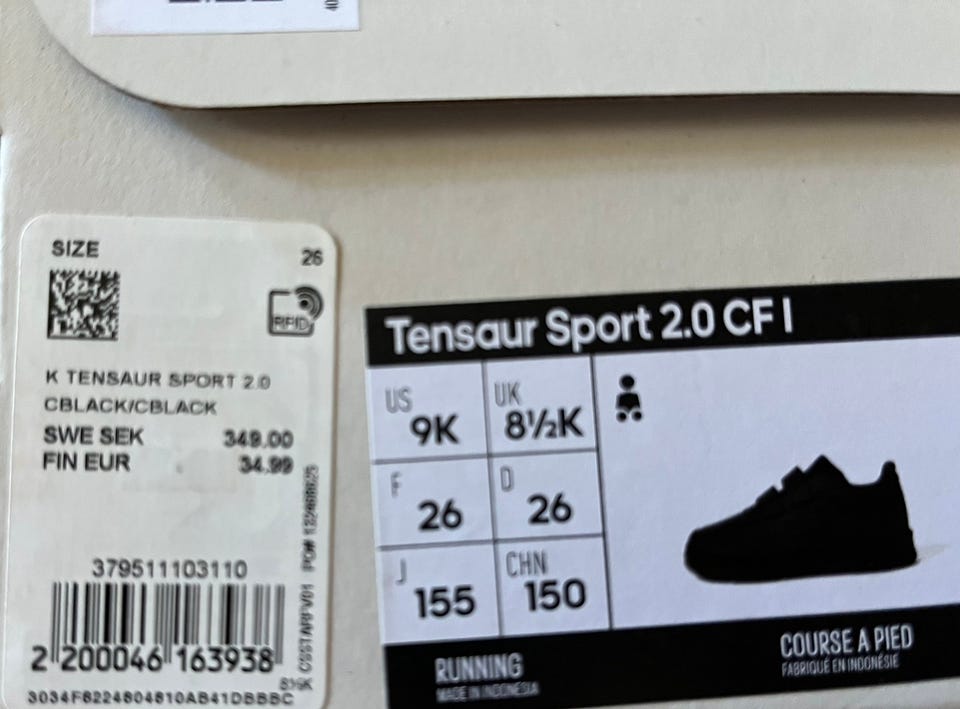 SIZE
26
RFID
K TENSAUR SPORT 2.0
CBLACK/CBLACK
SWE SEK 349.00
FIN EUR 34.99
379511103110
2 200046 163938
Tensaur Sport 2.0 CF I
US 9K
UK 8½K
F 26
D 26
J 155
CHN 150
RUNNING
MADE IN INDONESIA
COURSE A PIED
FABRIQUÉ EN INDONÉSIE